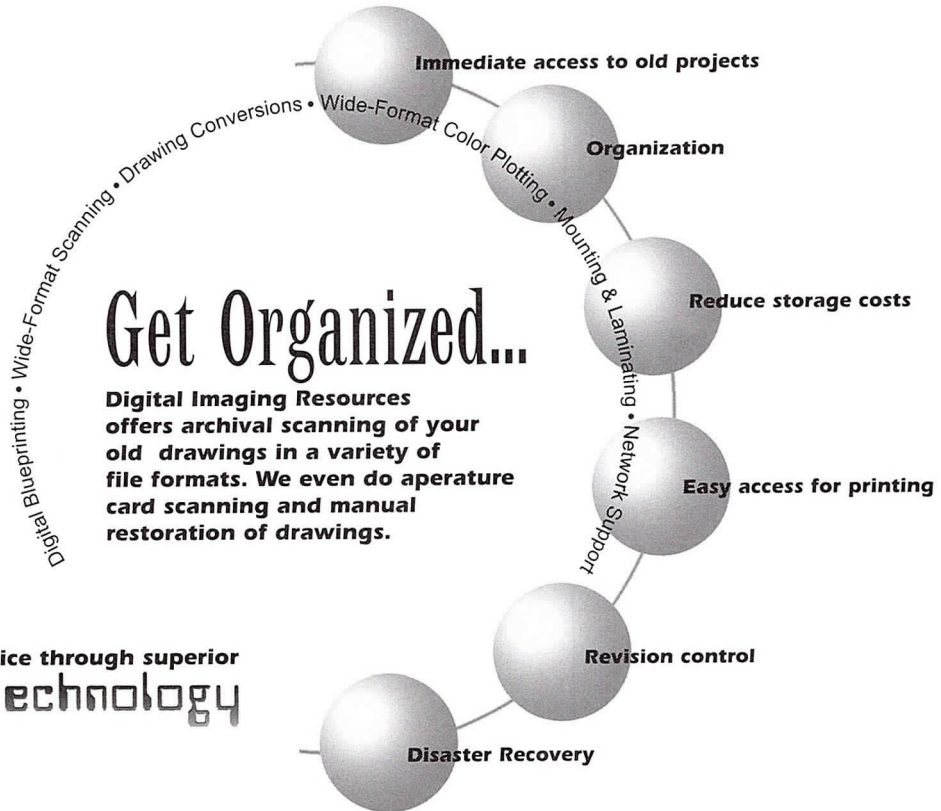 Immediate access to old projects
Digital Blueprinting • Wide-Format Scanning • Drawing Conversions • Wide-Format Color Plotting • Mounting & Laminating • Network Support
Organization
Reduce storage costs
Get Organized...
Digital Imaging Resources
offers archival scanning of your
old drawings in a variety of
file formats. We even do aperature
card scanning and manual
restoration of drawings.
Easy access for printing
ice through superior
echnology
Revision control
Disaster Recovery